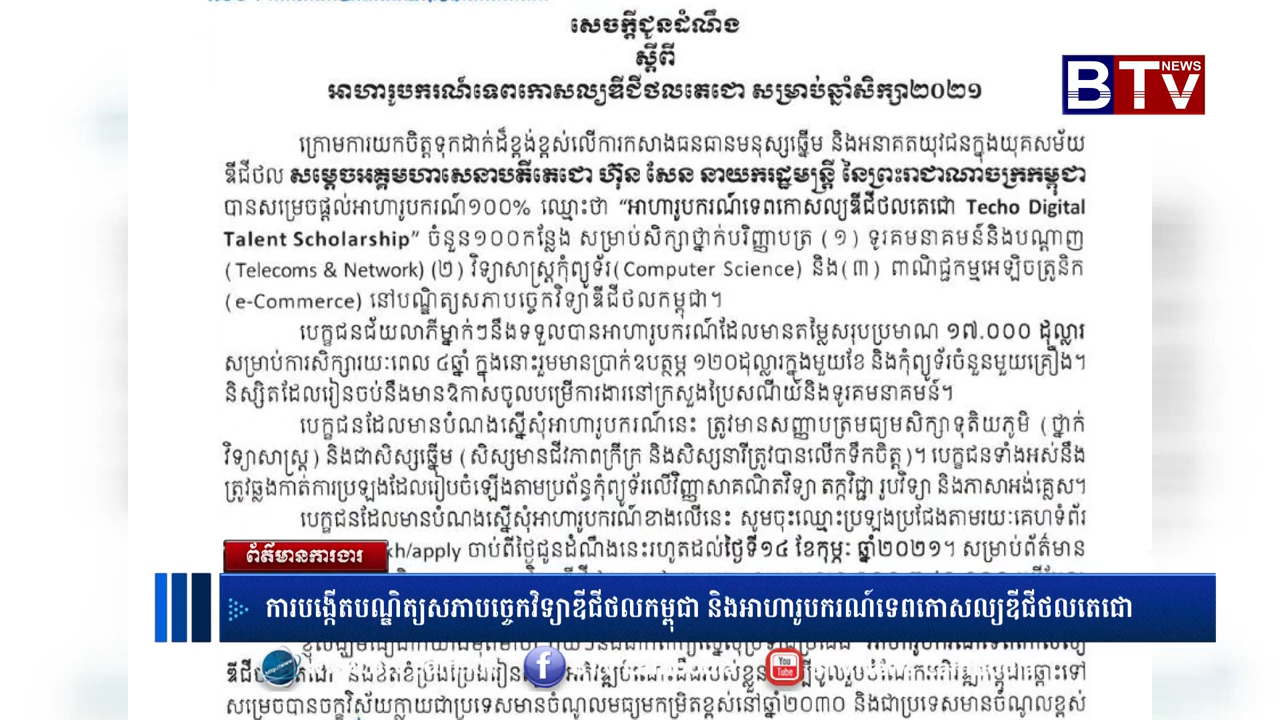 សេចក្តីជូនដំណឹង
ស្តីពី
អាហារូបករណ៍ទេពកោសល្យឌីជីថលតេជោ សម្រាប់ឆ្នាំសិក្សា២០២១
BTV NEWS
ក្រោមការយកចិត្តទុកដាក់ដ៏ខ្ពង់ខ្ពស់លើការកសាងធនធានមនុស្សឆ្នើម និងអនាគតយុវជនក្នុងយុគសម័យ
ឌីជីថល សម្តេចអគ្គមហាសេនាបតីតេជោ ហ៊ុន សែន នាយករដ្ឋមន្ត្រី នៃព្រះរាជាណាចក្រកម្ពុជា
បានសម្រេចផ្តល់អាហារូបករណ៍១០០% ឈ្មោះថា “អាហារូបករណ៍ទេពកោសល្យឌីជីថលតេជោ Techo Digital
Talent Scholarship” ចំនួន១០០កន្លែង សម្រាប់សិក្សាថ្នាក់បរិញ្ញាបត្រ (១) ទូរគមនាគមន៍និងបណ្តាញ
(Telecoms & Network) (២) វិទ្យាសាស្ត្រកុំព្យូទ័រ(Computer Science) និង(៣) ពាណិជ្ជកម្មអេឡិចត្រូនិក
(e-Commerce) នៅបណ្ឌិត្យសភាបច្ចេកវិទ្យាឌីជីថលកម្ពុជា។
បេក្ខជនជ័យលាភីម្នាក់ៗនឹងទទួលបានអាហារូបករណ៍ដែលមានតម្លៃសរុបប្រមាណ ១៧.០០០ ដុល្លារ
សម្រាប់ការសិក្សារយៈពេល ៤ឆ្នាំ ក្នុងនោះរួមមានប្រាក់ឧបត្ថម្ភ ១២០ដុល្លារក្នុងមួយខែ និងកុំព្យូទ័រចំនួនមួយគ្រឿង។
និស្សិតដែលរៀនចប់នឹងមានឱកាសចូលបម្រើការងារនៅក្រសួងប្រៃសណីយ៍និងទូរគមនាគមន៍។
បេក្ខជនដែលមានបំណងស្នើសុំអាហារូបករណ៍នេះ ត្រូវមានសញ្ញាបត្រមធ្យមសិក្សាទុតិយភូមិ (ថ្នាក់
វិទ្យាសាស្ត្រ) និងជាសិស្សឆ្នើម (សិស្សមានជីវភាពក្រីក្រ និងសិស្សនារីត្រូវបានលើកទឹកចិត្ត)។ បេក្ខជនទាំងអស់នឹង
ត្រូវឆ្លងកាត់ការប្រឡងដែលរៀបចំឡើងតាមប្រព័ន្ធកុំព្យូទ័រលើវិញ្ញាសាគណិតវិទ្យា តក្កវិជ្ជា រូបវិទ្យា និងភាសាអង់គ្លេស។
បេក្ខជនដែលមានបំណងស្នើសុំអាហារូបករណ៍ខាងលើនេះ សូមចុះឈ្មោះប្រឡងប្រជែងតាមរយៈគេហទំព័រ
kh/apply ចាប់ពីថ្ងៃជូនដំណឹងនេះរហូតដល់ថ្ងៃទី១៤ ខែកុម្ភៈ ឆ្នាំ២០២១។ សម្រាប់ព័ត៌មាន
ព័ត៌មានការងារ
ការបង្កើតបណ្ឌិត្យសភាបច្ចេកវិទ្យាឌីជីថលកម្ពុជា និងអាហារូបករណ៍ទេពកោសល្យឌីជីថលតេជោ
សម្រេចបានចក្ខុវិស័យក្លាយជាប្រទេសមានចំណូលមធ្យមកម្រិតខ្ពស់នៅឆ្នាំ២០៣០ និងជាប្រទេសមានចំណូលខ្ពស់